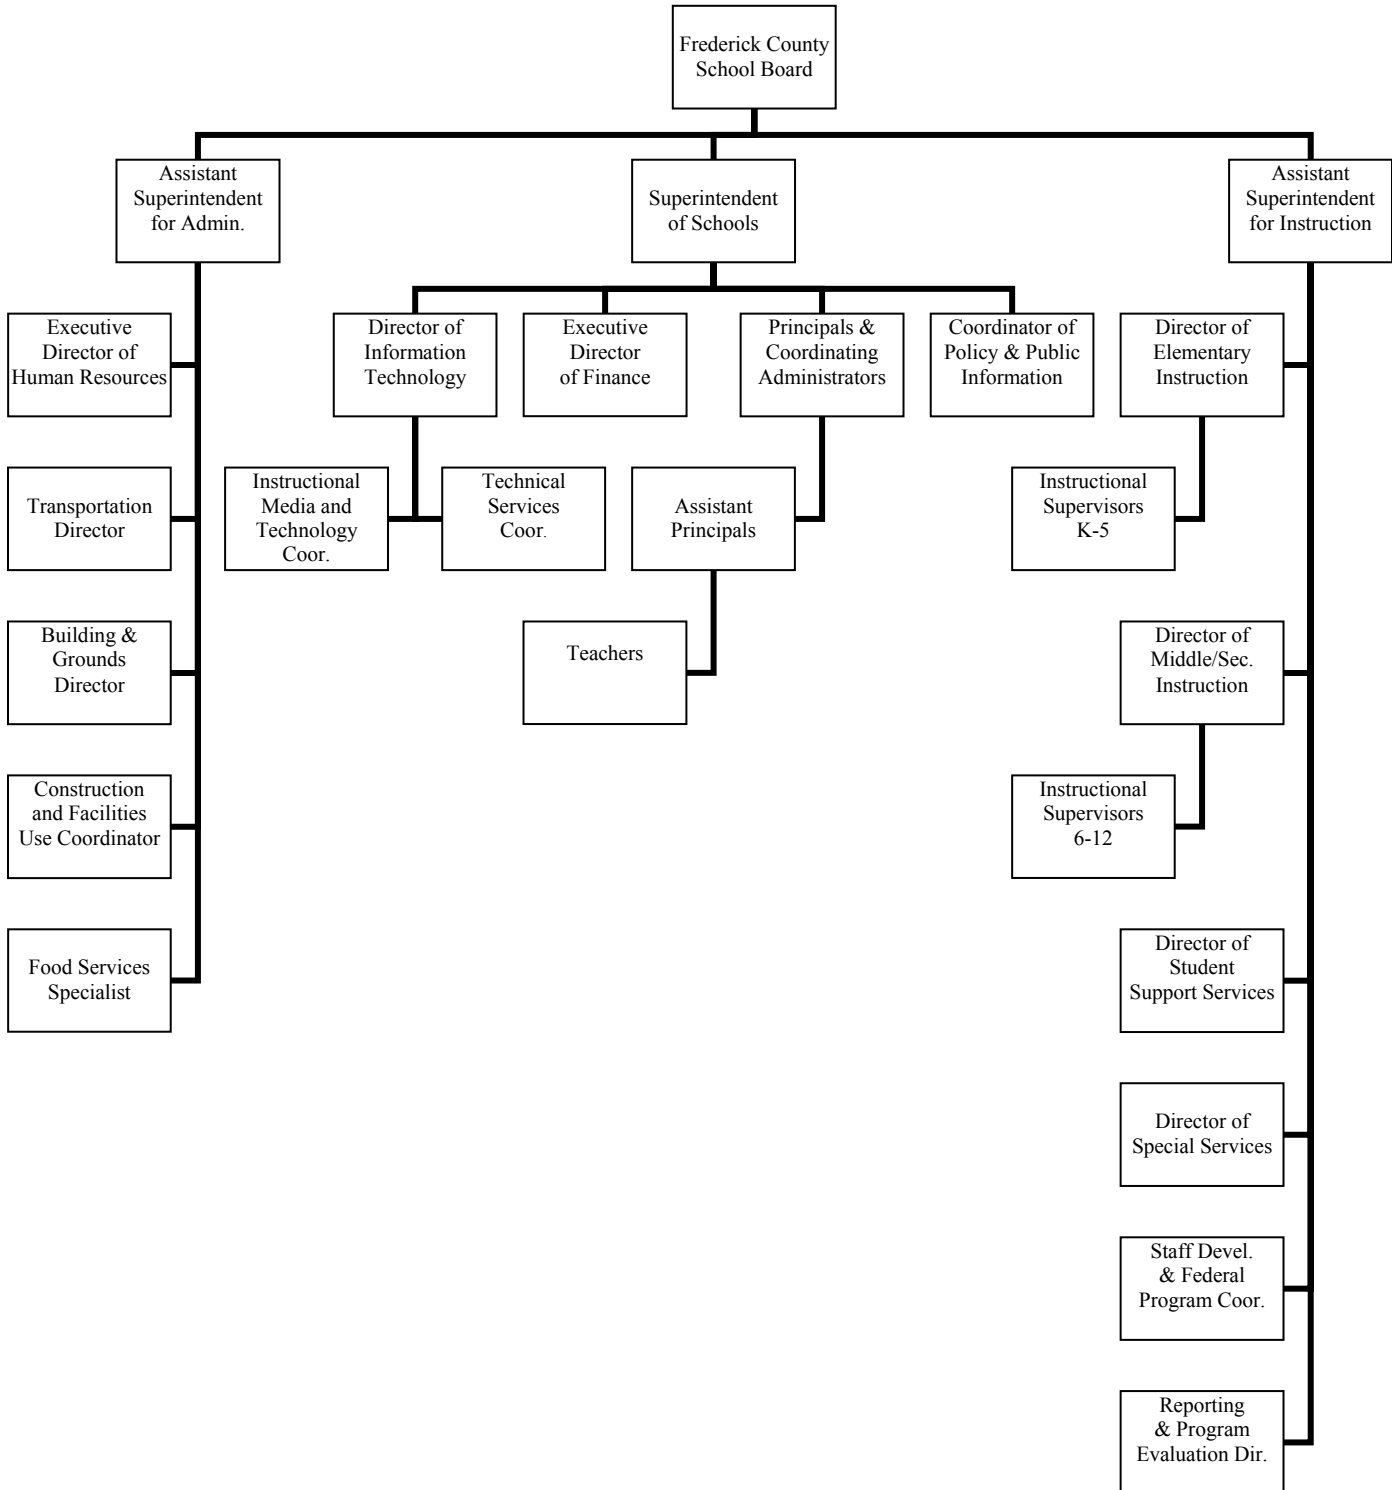 Frederick County
School Board
Assistant
Superintendent
for Admin.
Superintendent
of Schools
Assistant
Superintendent
for Instruction
Executive
Director of
Human Resources
Director of
Information
Technology
Executive
Director
of Finance
Principals &
Coordinating
Administrators
Coordinator of
Policy & Public
Information
Director of
Elementary
Instruction
Transportation
Director
Instructional
Media and
Technology
Coor.
Technical
Services
Coor.
Assistant
Principals
Instructional
Supervisors
K-5
Building &
Grounds
Director
Teachers
Director of
Middle/Sec.
Instruction
Construction
and Facilities
Use Coordinator
Instructional
Supervisors
6-12
Food Services
Specialist
Director of
Student
Support Services
Director of
Special Services
Staff Devel.
& Federal
Program Coor.
Reporting
& Program
Evaluation Dir.